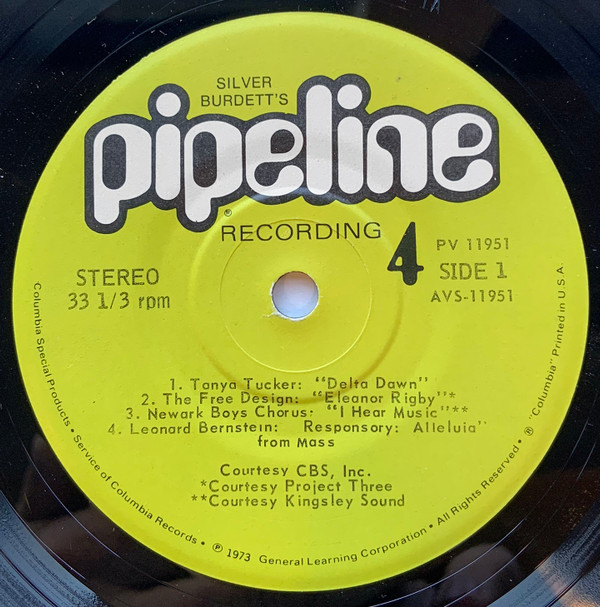 SILVER
BURDETT'S
pipeline
®
RECORDING 4
PV 11951
SIDE 1
AVS-11951
STEREO
33 1/3 rpm
1. Tanya Tucker: "Delta Dawn"
2. The Free Design: "Eleanor Rigby"*
3. Newark Boys Chorus: "I Hear Music"**
4. Leonard Bernstein: Responsory: Alleluia"
from Mass
Courtesy CBS, Inc.
*Courtesy Project Three
**Courtesy Kingsley Sound
Columbia Special Products • Service of Columbia Records • ℗ 1973 General Learning Corporation • All Rights Reserved • ® "Columbia" Printed in U.S.A.